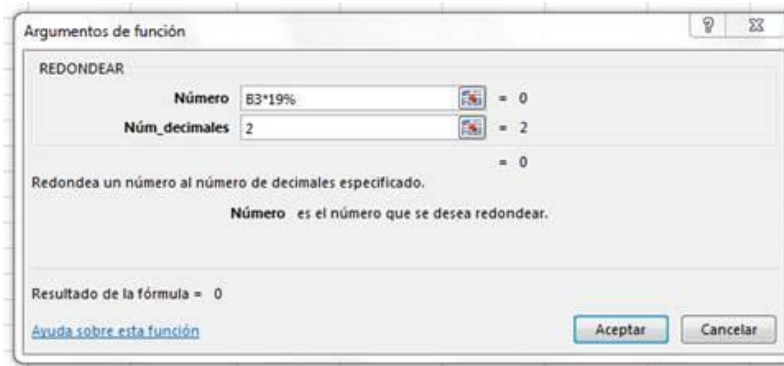 Argumentos de función
REDONDEAR
Número B3*19% = 0
Núm_decimales 2 = 2
= 0
Redondea un número al número de decimales especificado.
Número es el número que se desea redondear.
Resultado de la fórmula = 0
Ayuda sobre esta función Aceptar Cancelar